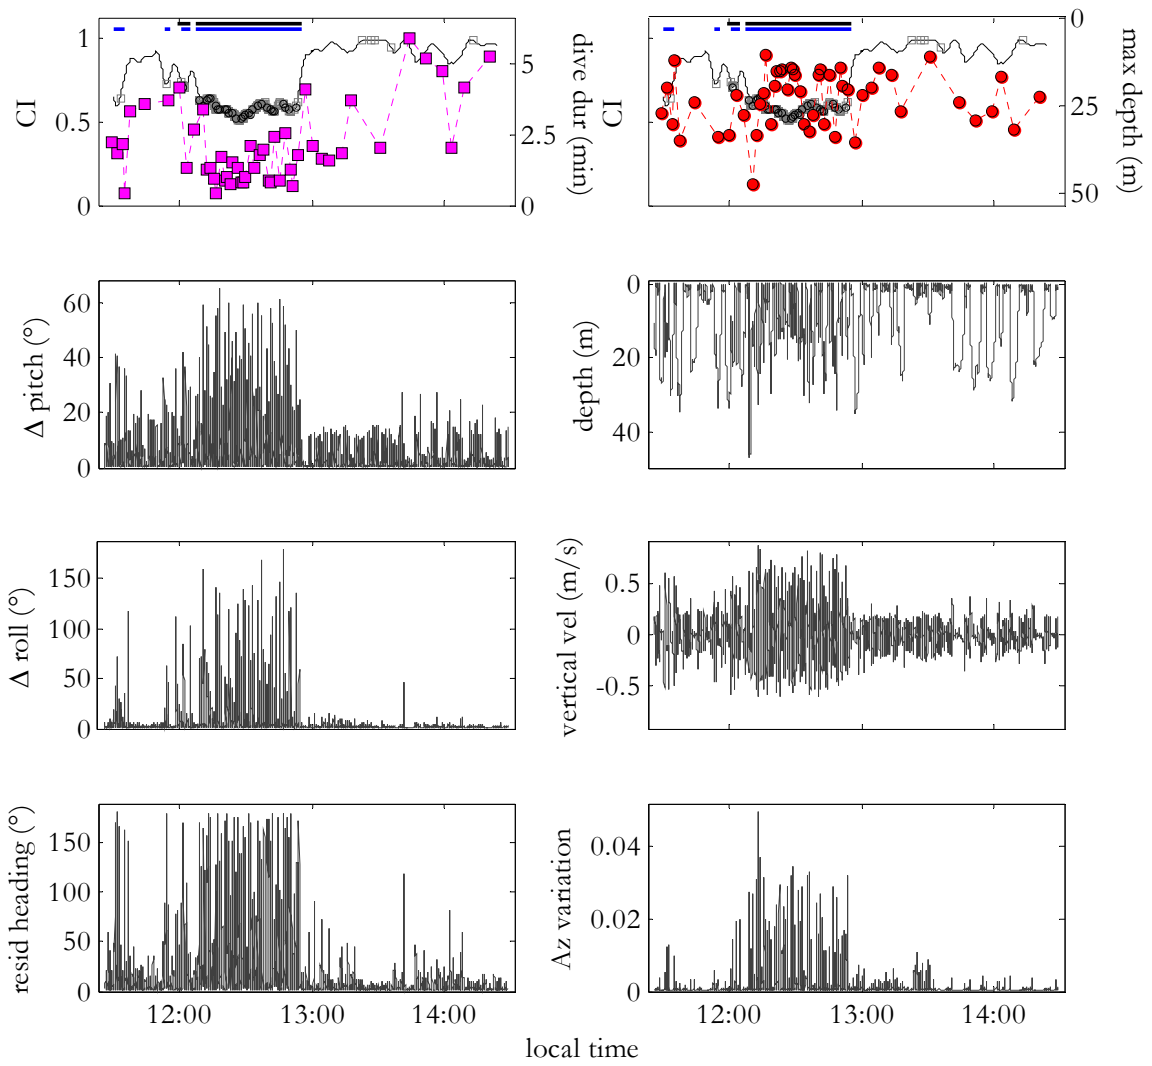 1
0.5
0
CI
5
2.5
0
dive dur (min)
CI
0
25
50
max depth (m)
60
40
20
0
Δ pitch (°)
0
20
40
depth (m)
150
100
50
0
Δ roll (°)
0.5
0
-0.5
vertical vel (m/s)
150
100
50
0
resid heading (°)
12:00 13:00 14:00
0.04
0.02
0
Az variation
12:00 13:00 14:00
local time